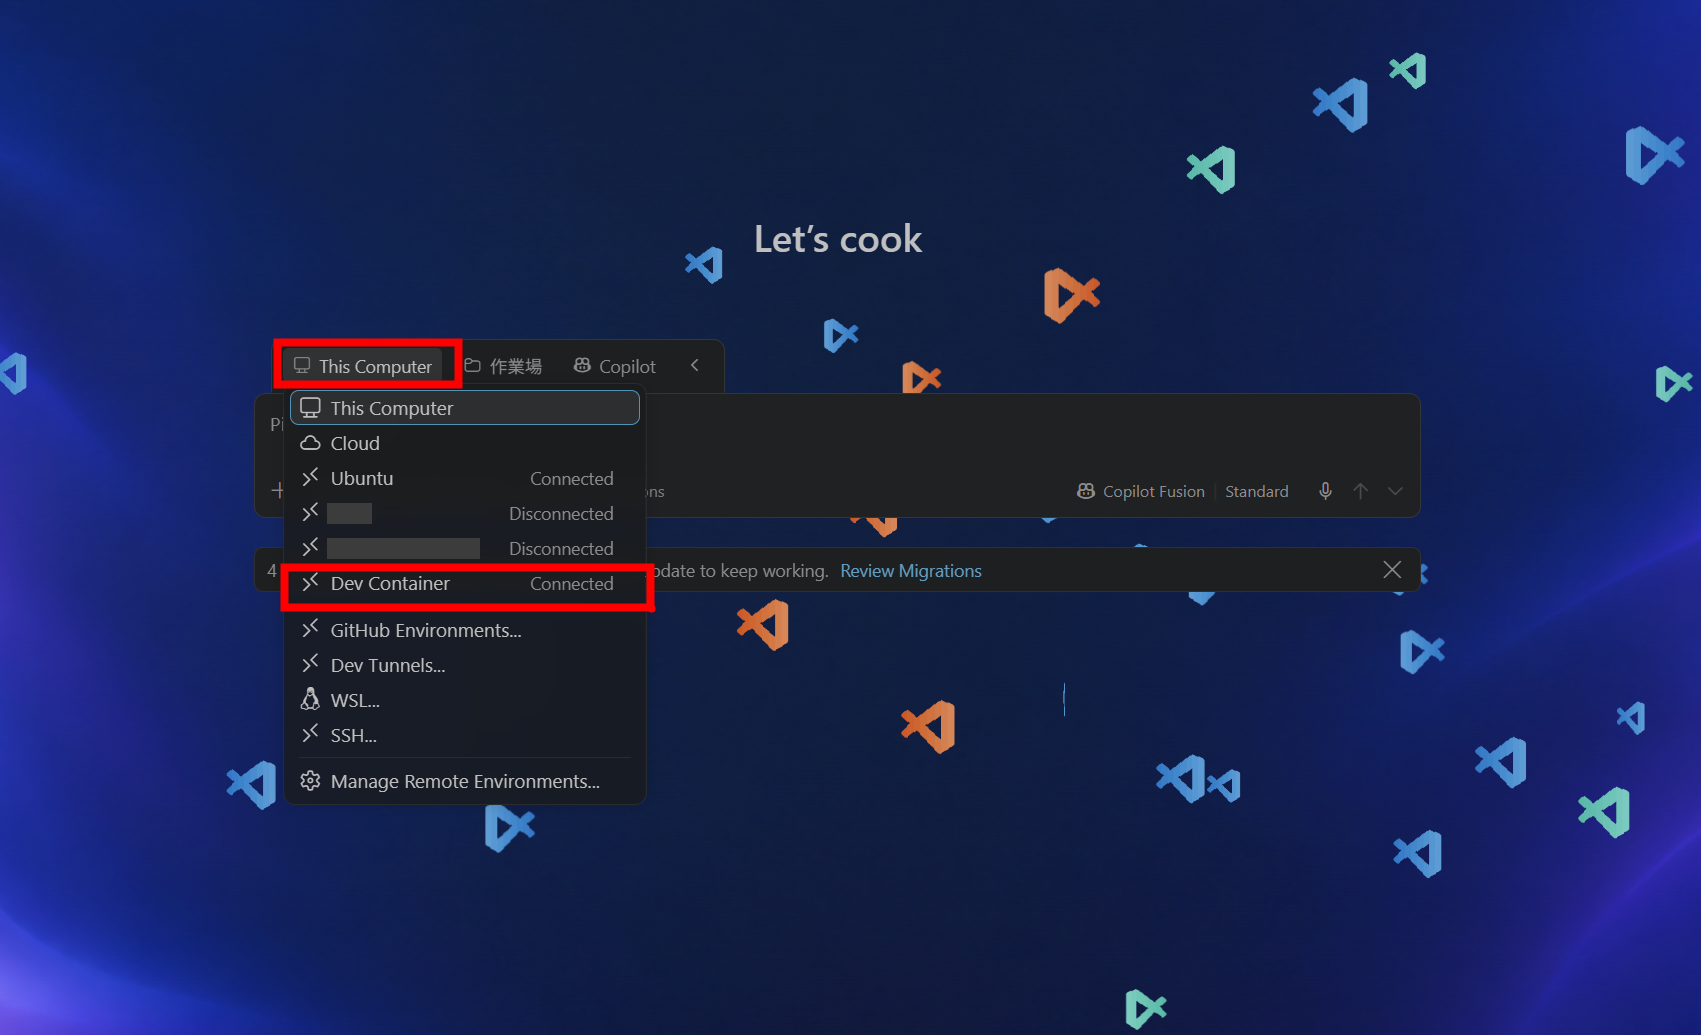 Let's cook
This Computer 作業場 Copilot
This Computer
Cloud
Ubuntu Connected
Disconnected
Disconnected
Dev Container Connected
GitHub Environments...
Dev Tunnels...
WSL...
SSH...
Manage Remote Environments...
Copilot Fusion Standard
4
to keep working. Review Migrations